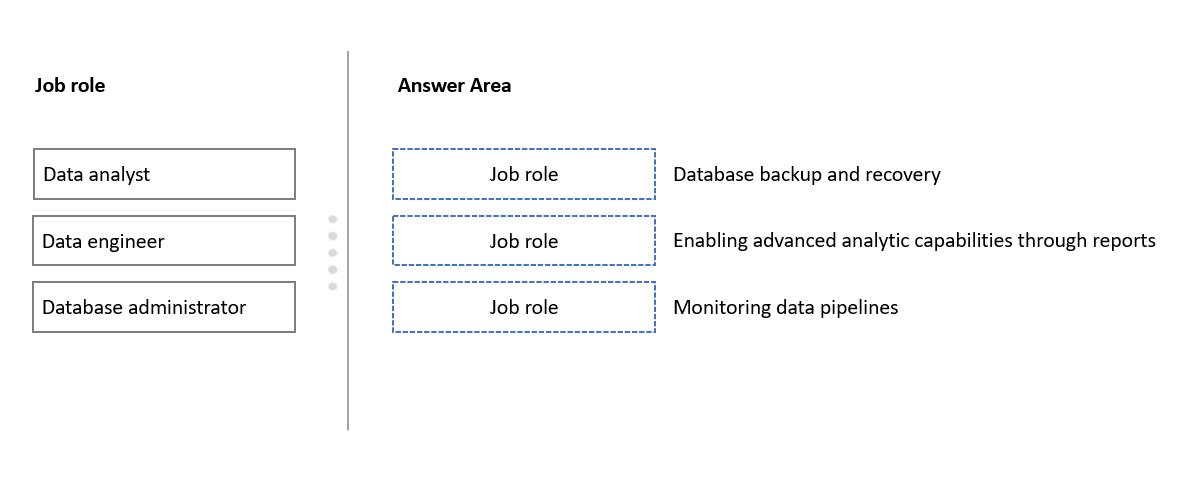 Job role
Answer Area
Data analyst
Job role
Database backup and recovery
Data engineer
Job role
Enabling advanced analytic capabilities through reports
Database administrator
Job role
Monitoring data pipelines